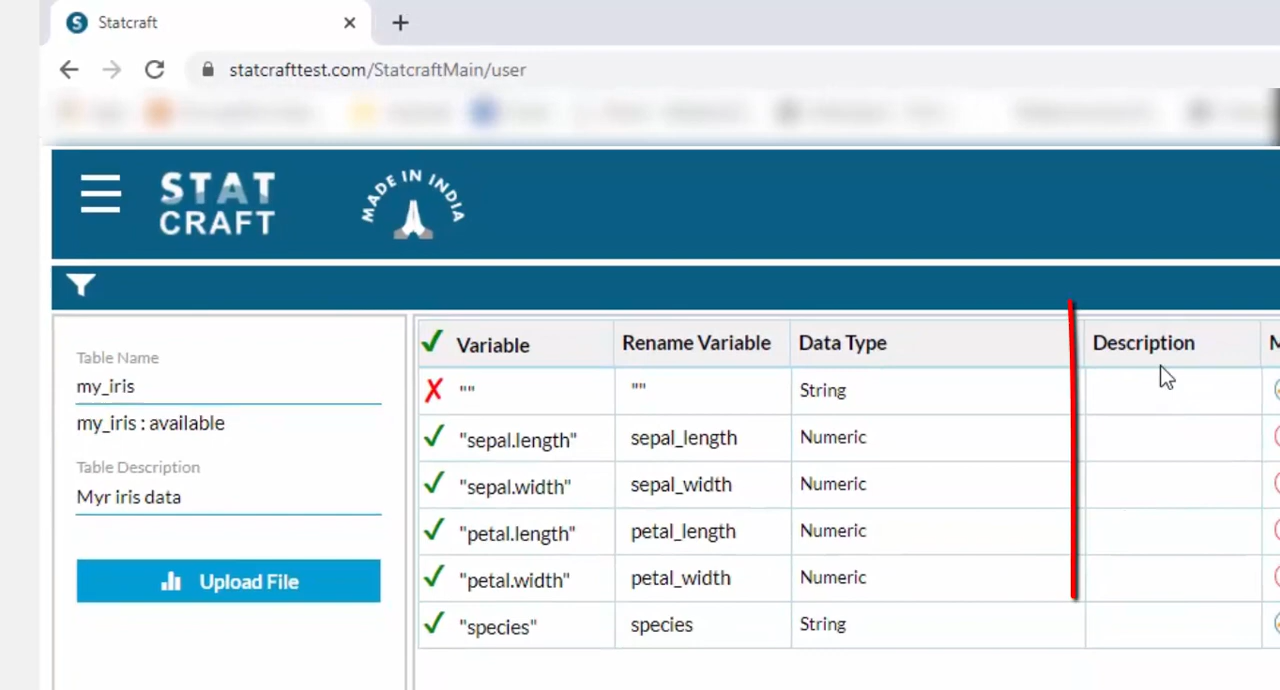 Statcraft
statcrafttest.com/StatcraftMain/user
STAT
CRAFT
MADE IN INDIA
Table Name
my_iris
my_iris : available
Table Description
Myr iris data
Upload File
Variable Rename Variable Data Type Description M
"" "" String
"sepal.length" sepal_length Numeric
"sepal.width" sepal_width Numeric
"petal.length" petal_length Numeric
"petal.width" petal_width Numeric
"species" species String